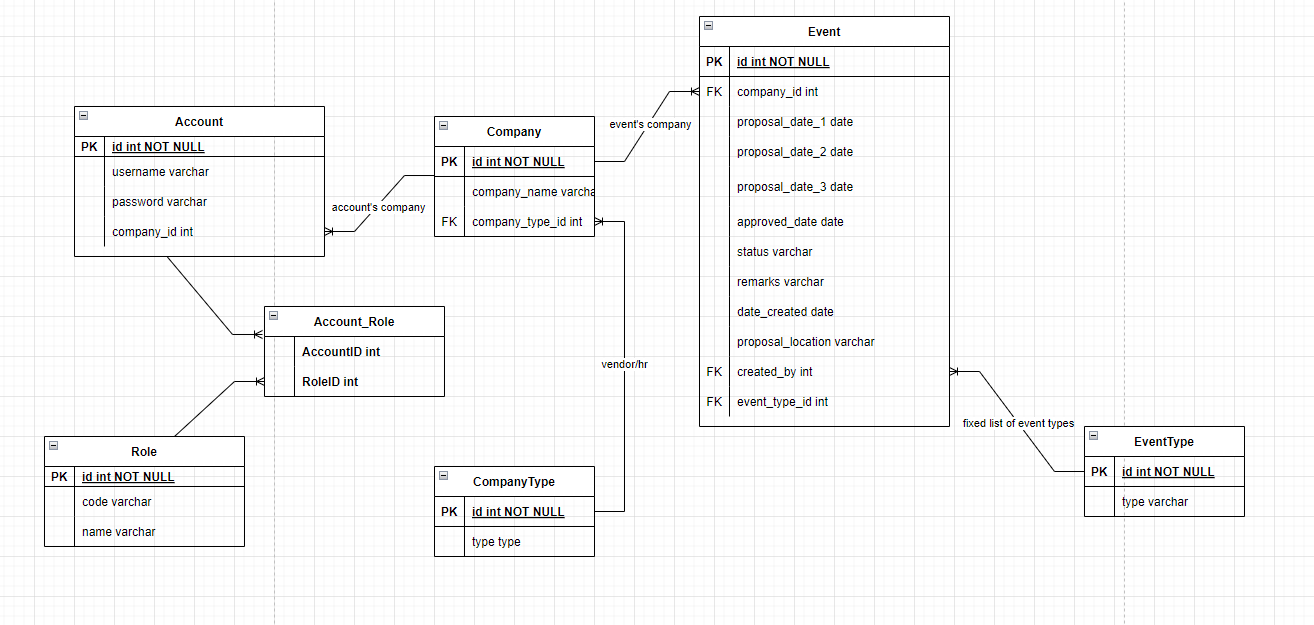 Event
PK id int NOT NULL
FK company_id int
proposal_date_1 date
proposal_date_2 date
proposal_date_3 date
approved_date date
status varchar
remarks varchar
date_created date
proposal_location varchar
FK created_by int
FK event_type_id int
Account
PK id int NOT NULL
username varchar
password varchar
company_id int
Company
PK id int NOT NULL
company_name varcha
FK company_type_id int
event's company
account's company
Account_Role
AccountID int
RoleID int
vendor/hr
Role
PK id int NOT NULL
code varchar
name varchar
CompanyType
PK id int NOT NULL
type type
fixed list of event types
EventType
PK id int NOT NULL
type varchar